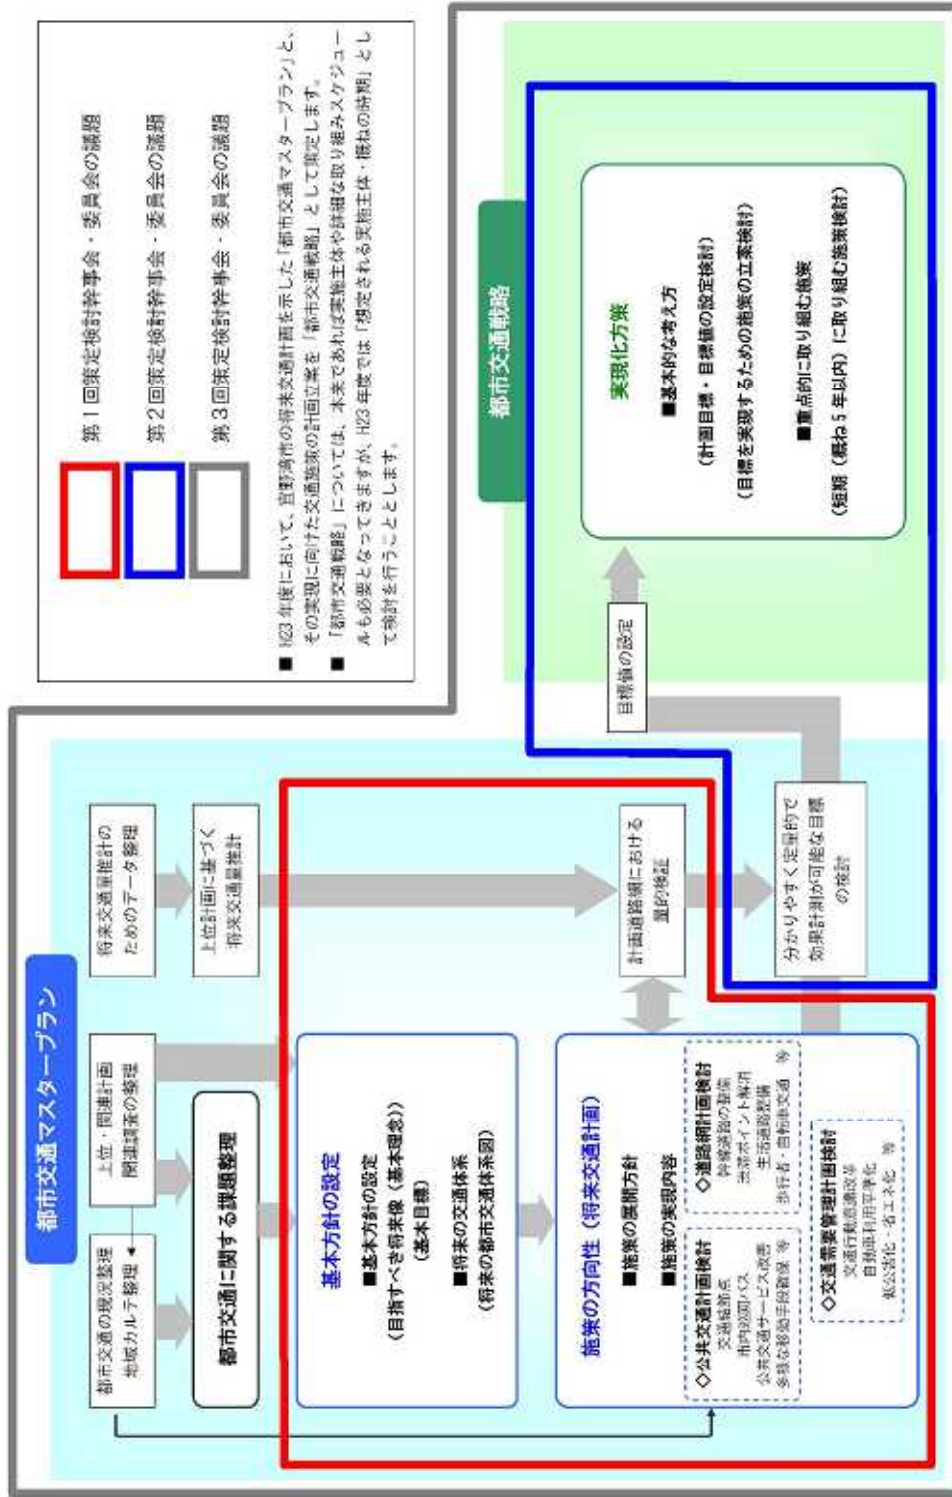 都市交通マスタープラン
都市交通の現況整理
地域カルテ整理
上位・関連計画
関連調査の整理
将来交通量推計の
ためのデータ整理
都市交通に関する課題整理
上位計画に基づく
将来交通量推計
基本方針の設定
■基本方針の設定
(目指すべき将来像(基本理念))
(基本目標)
■将来の交通体系
(将来の都市交通体系図)
施策の方向性(将来交通計画)
■施策の展開方針
■施策の実現内容
◇公共交通計画検討
交通結節点
市内巡回バス
公共交通サービス改善
多様な移動手段確保 等
◇道路網計画検討
幹線道路の整備
渋滞ポイント解消
生活道路整備
歩行者・自転車交通 等
◇交通需要管理計画検討
交通行動意識改革
自動車利用平準化
低公害化・省エネ化 等
計画道路網における
量的検証
分かりやすく定量的で
効果計測が可能な目標
の検討
目標値の設定
都市交通戦略
実現化方策
■基本的な考え方
(計画目標・目標値の設定検討)
(目標を実現するための施策の立案検討)
■重点的に取り組む施策
(短期(概ね5年以内)に取り組む施策検討)
第1回策定検討幹事会・委員会の議題
第2回策定検討幹事会・委員会の議題
第3回策定検討幹事会・委員会の議題
■ H23年度において、宜野湾市の将来交通計画を示した「都市交通マスタープラン」と、
その実現に向けた交通施策の計画立案を「都市交通戦略」として策定します。
■ 「都市交通戦略」については、本来であれば実施主体や詳細な取り組みスケジュー
ルも必要となってきますが、H23年度では「想定される実施主体・概ねの時期」とし
て検討を行うこととします。